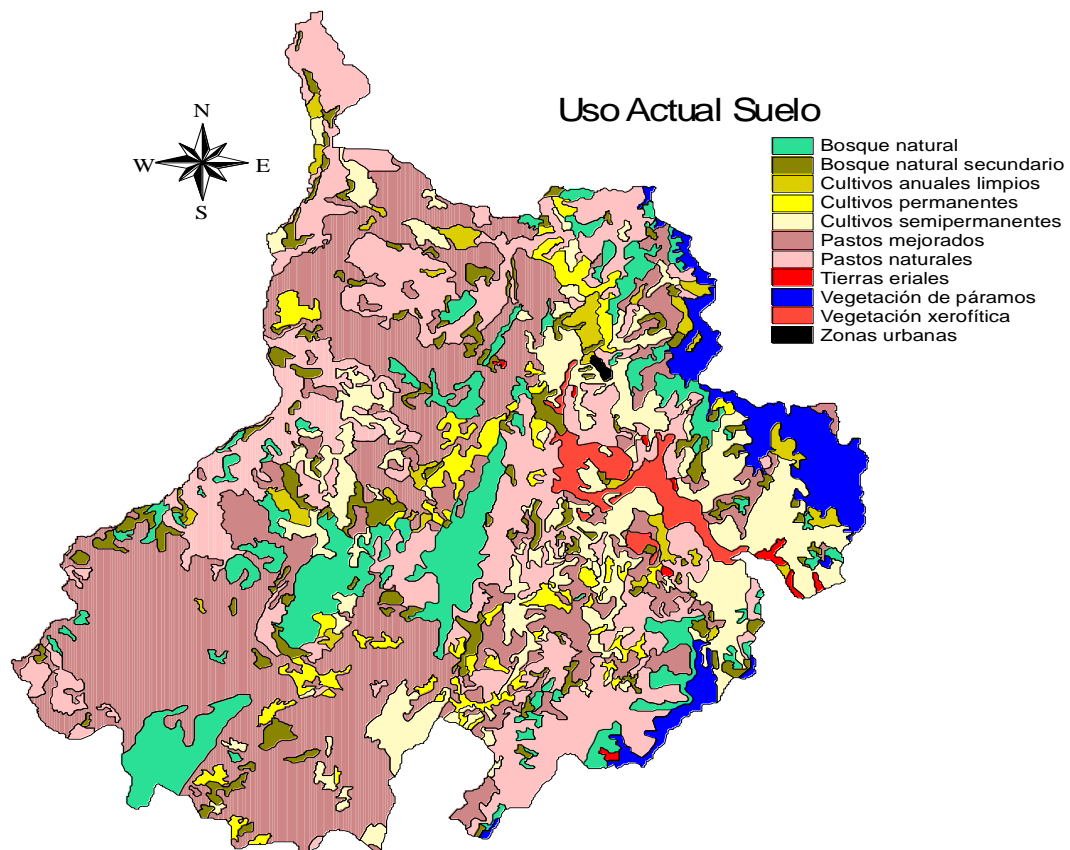 Uso Actual Suelo
N
W E
S
Bosque natural
Bosque natural secundario
Cultivos anuales limpios
Cultivos permanentes
Cultivos semipermanentes
Pastos mejorados
Pastos naturales
Tierras eriales
Vegetación de páramos
Vegetación xerofítica
Zonas urbanas